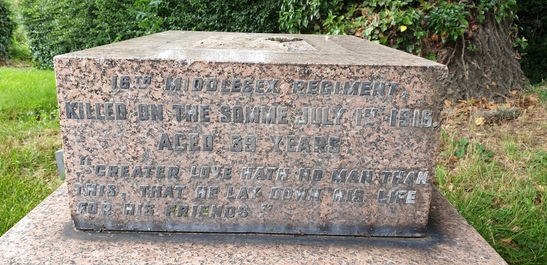 16TH MIDDLESEX REGIMENT,
KILLED ON THE SOMME JULY 1ST 1916.
AGED 39 YEARS.
"GREATER LOVE HATH NO MAN THAN
THIS, THAT HE LAY DOWN HIS LIFE
FOR HIS FRIENDS"